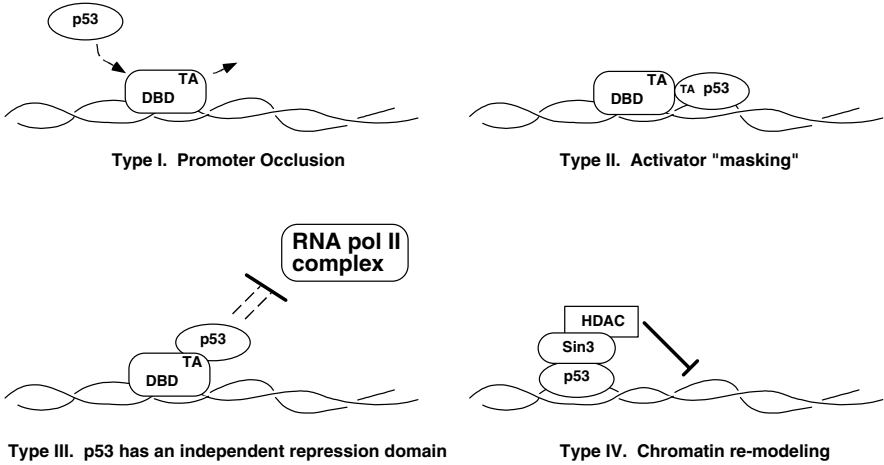 p53
TA
DBD
Type I. Promoter Occlusion
TA
DBD
TA p53
Type II. Activator "masking"
RNA pol II
complex
p53
TA
DBD
Type III. p53 has an independent repression domain
HDAC
Sin3
p53
Type IV. Chromatin re-modeling